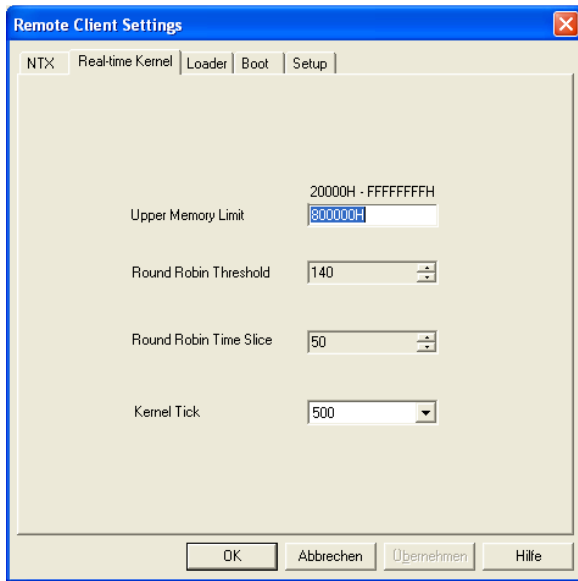 Remote Client Settings
NTX Real-time Kernel Loader Boot Setup
20000H - FFFFFFFFH
Upper Memory Limit 800000H
Round Robin Threshold 140
Round Robin Time Slice 50
Kernel Tick 500
OK Abbrechen Übernehmen Hilfe